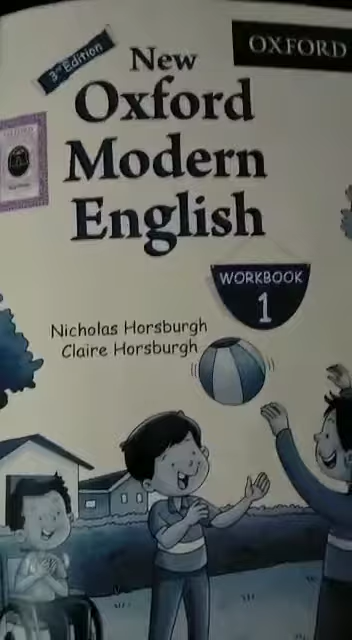 3rd Edition
OXFORD
New
Oxford
Modern
English
WORKBOOK
1
Nicholas Horsburgh
Claire Horsburgh